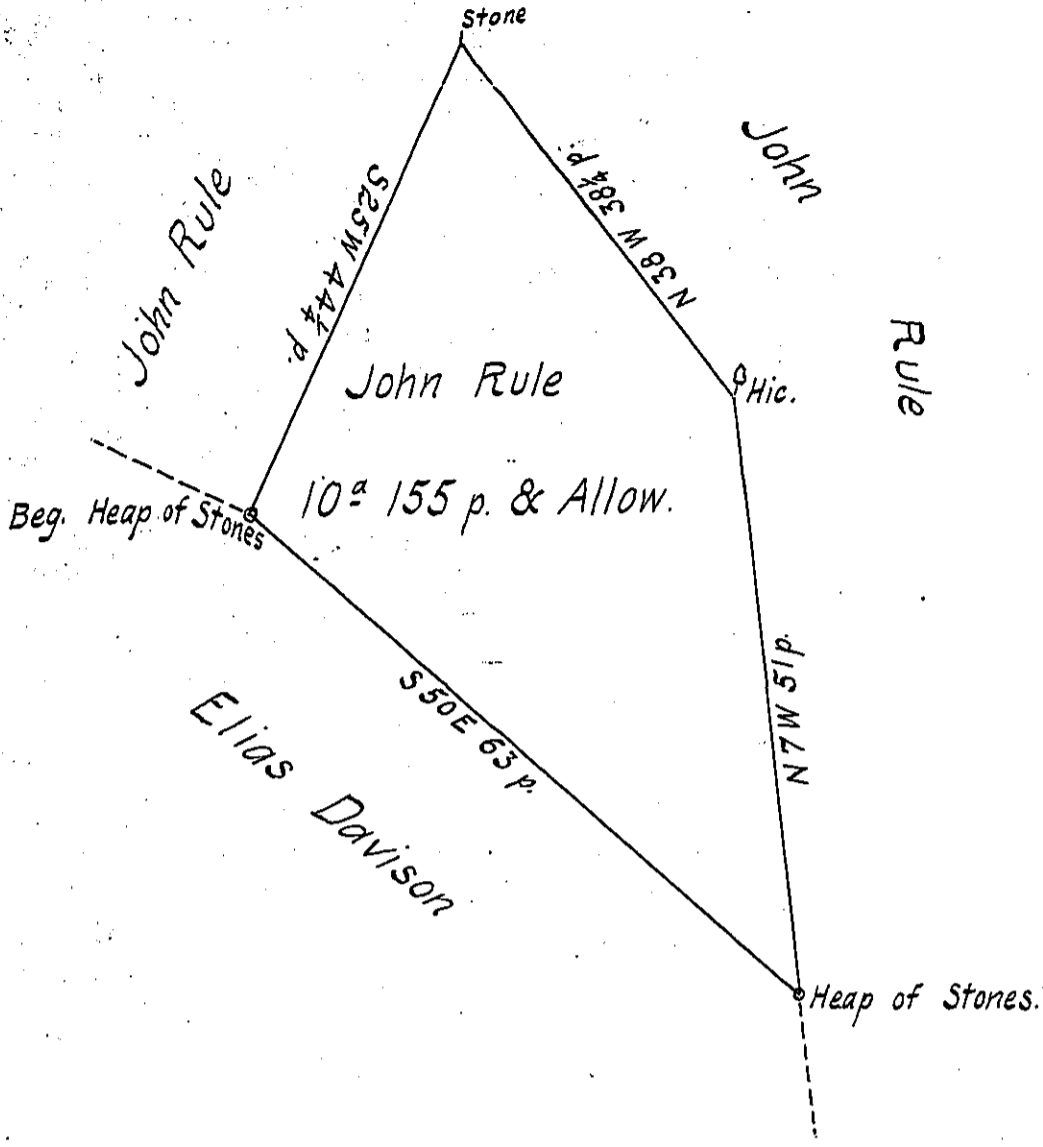 Stone
John
Rule
John Rule
S25W 44¼ p.
N 38 W 38¼ p.
John Rule
Hic.
10ª 155 p. & Allow.
Beg. Heap of Stones
S 50 E 63 p.
N 7 W 51 p.
Elias Davison
Heap of Stones.